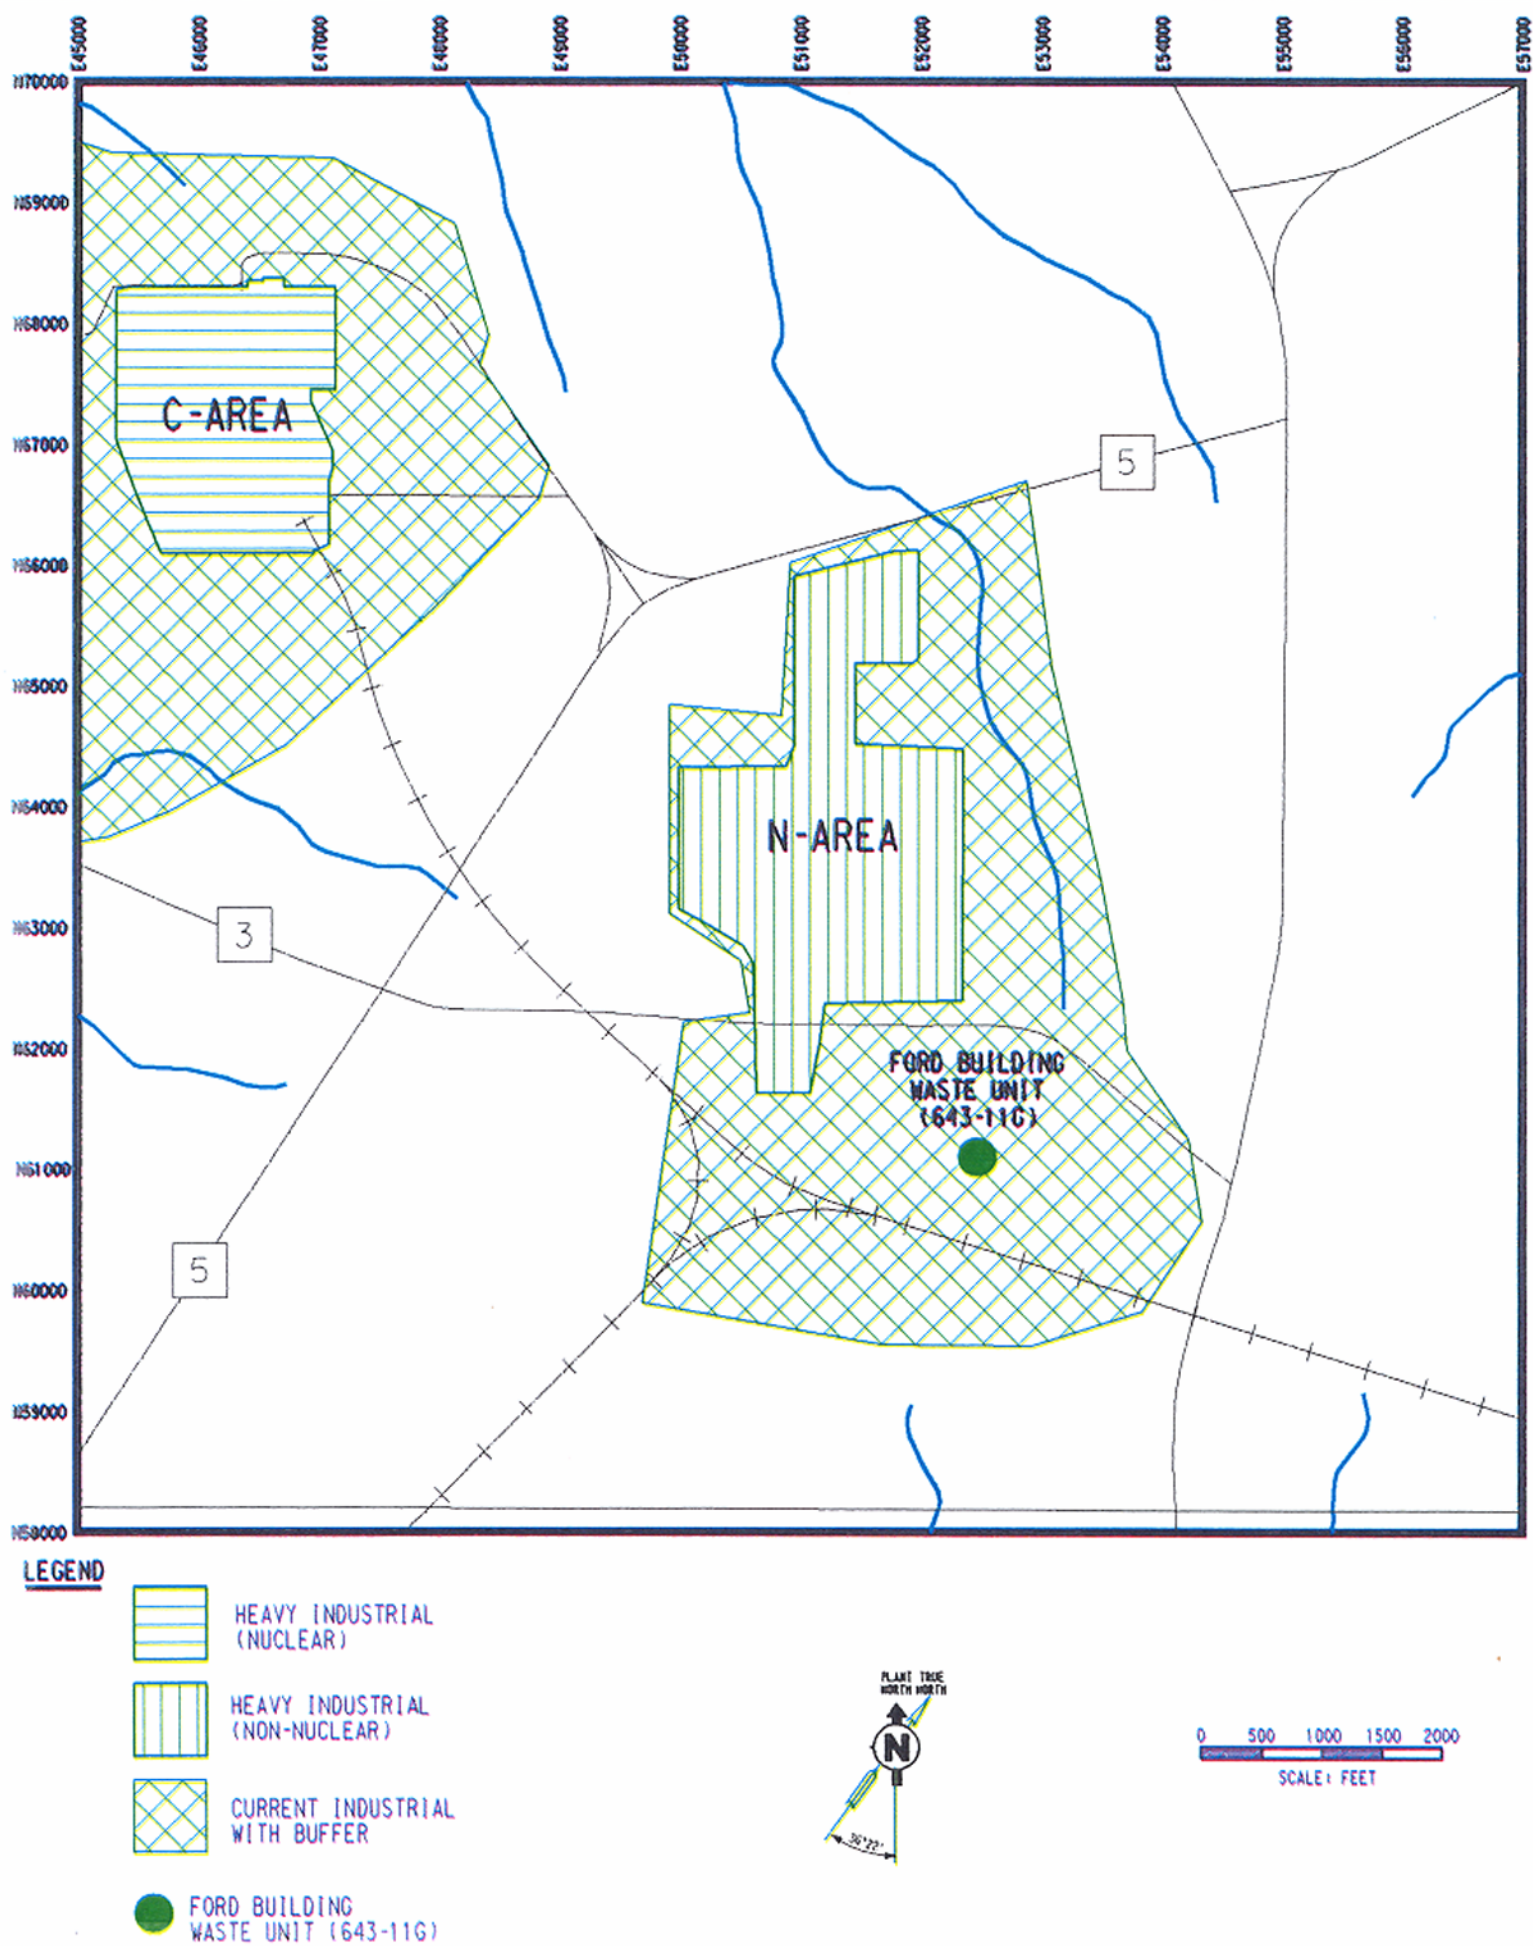 E45000
E46000
E47000
E48000
E49000
E50000
E51000
E52000
E53000
E54000
E55000
E56000
E57000
N70000
N69000
N68000
N67000
N66000
N65000
N64000
N63000
N62000
N61000
N60000
N59000
N58000
C-AREA
5
N-AREA
3
FORD BUILDING
WASTE UNIT
(643-11G)
5
LEGEND
HEAVY INDUSTRIAL
(NUCLEAR)
HEAVY INDUSTRIAL
(NON-NUCLEAR)
CURRENT INDUSTRIAL
WITH BUFFER
FORD BUILDING
WASTE UNIT (643-11G)
PLANT TRUE
NORTH NORTH
N
36°22'
0 500 1000 1500 2000
SCALE: FEET